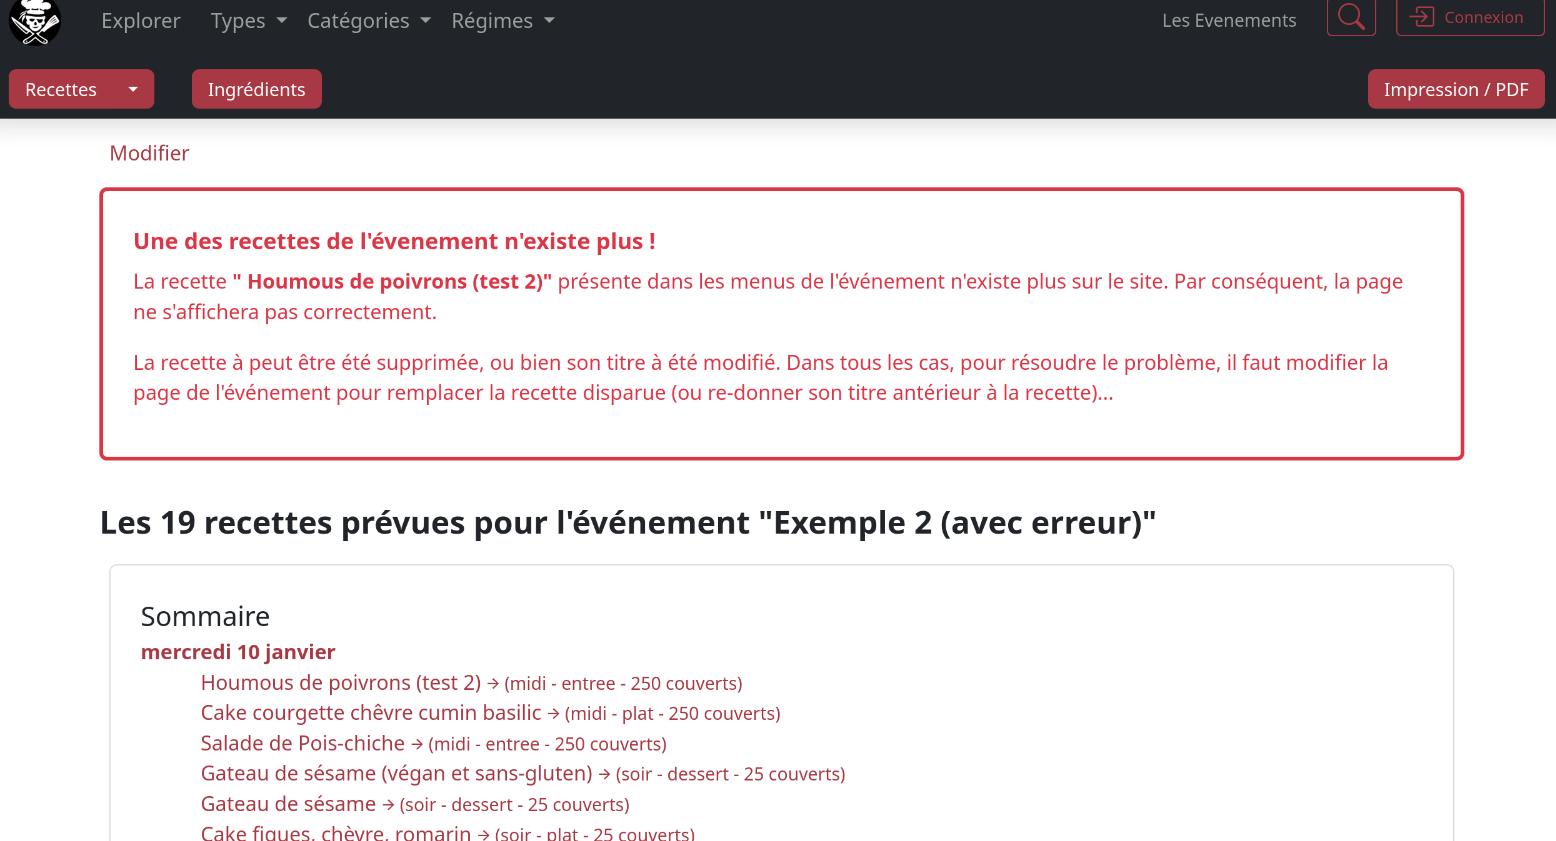 Explorer Types Catégories Régimes Les Evenements Connexion
Recettes Ingrédients Impression / PDF
Modifier
Une des recettes de l'évenement n'existe plus !
La recette " Houmous de poivrons (test 2)" présente dans les menus de l'événement n'existe plus sur le site. Par conséquent, la page
ne s'affichera pas correctement.
La recette à peut être été supprimée, ou bien son titre à été modifié. Dans tous les cas, pour résoudre le problème, il faut modifier la
page de l'événement pour remplacer la recette disparue (ou re-donner son titre antérieur à la recette)...
Les 19 recettes prévues pour l'événement "Exemple 2 (avec erreur)"
Sommaire
mercredi 10 janvier
Houmous de poivrons (test 2) → (midi - entree - 250 couverts)
Cake courgette chêvre cumin basilic → (midi - plat - 250 couverts)
Salade de Pois-chiche → (midi - entree - 250 couverts)
Gateau de sésame (végan et sans-gluten) → (soir - dessert - 25 couverts)
Gateau de sésame → (soir - dessert - 25 couverts)
Cake figues, chèvre, romarin → (soir - plat - 25 couverts)